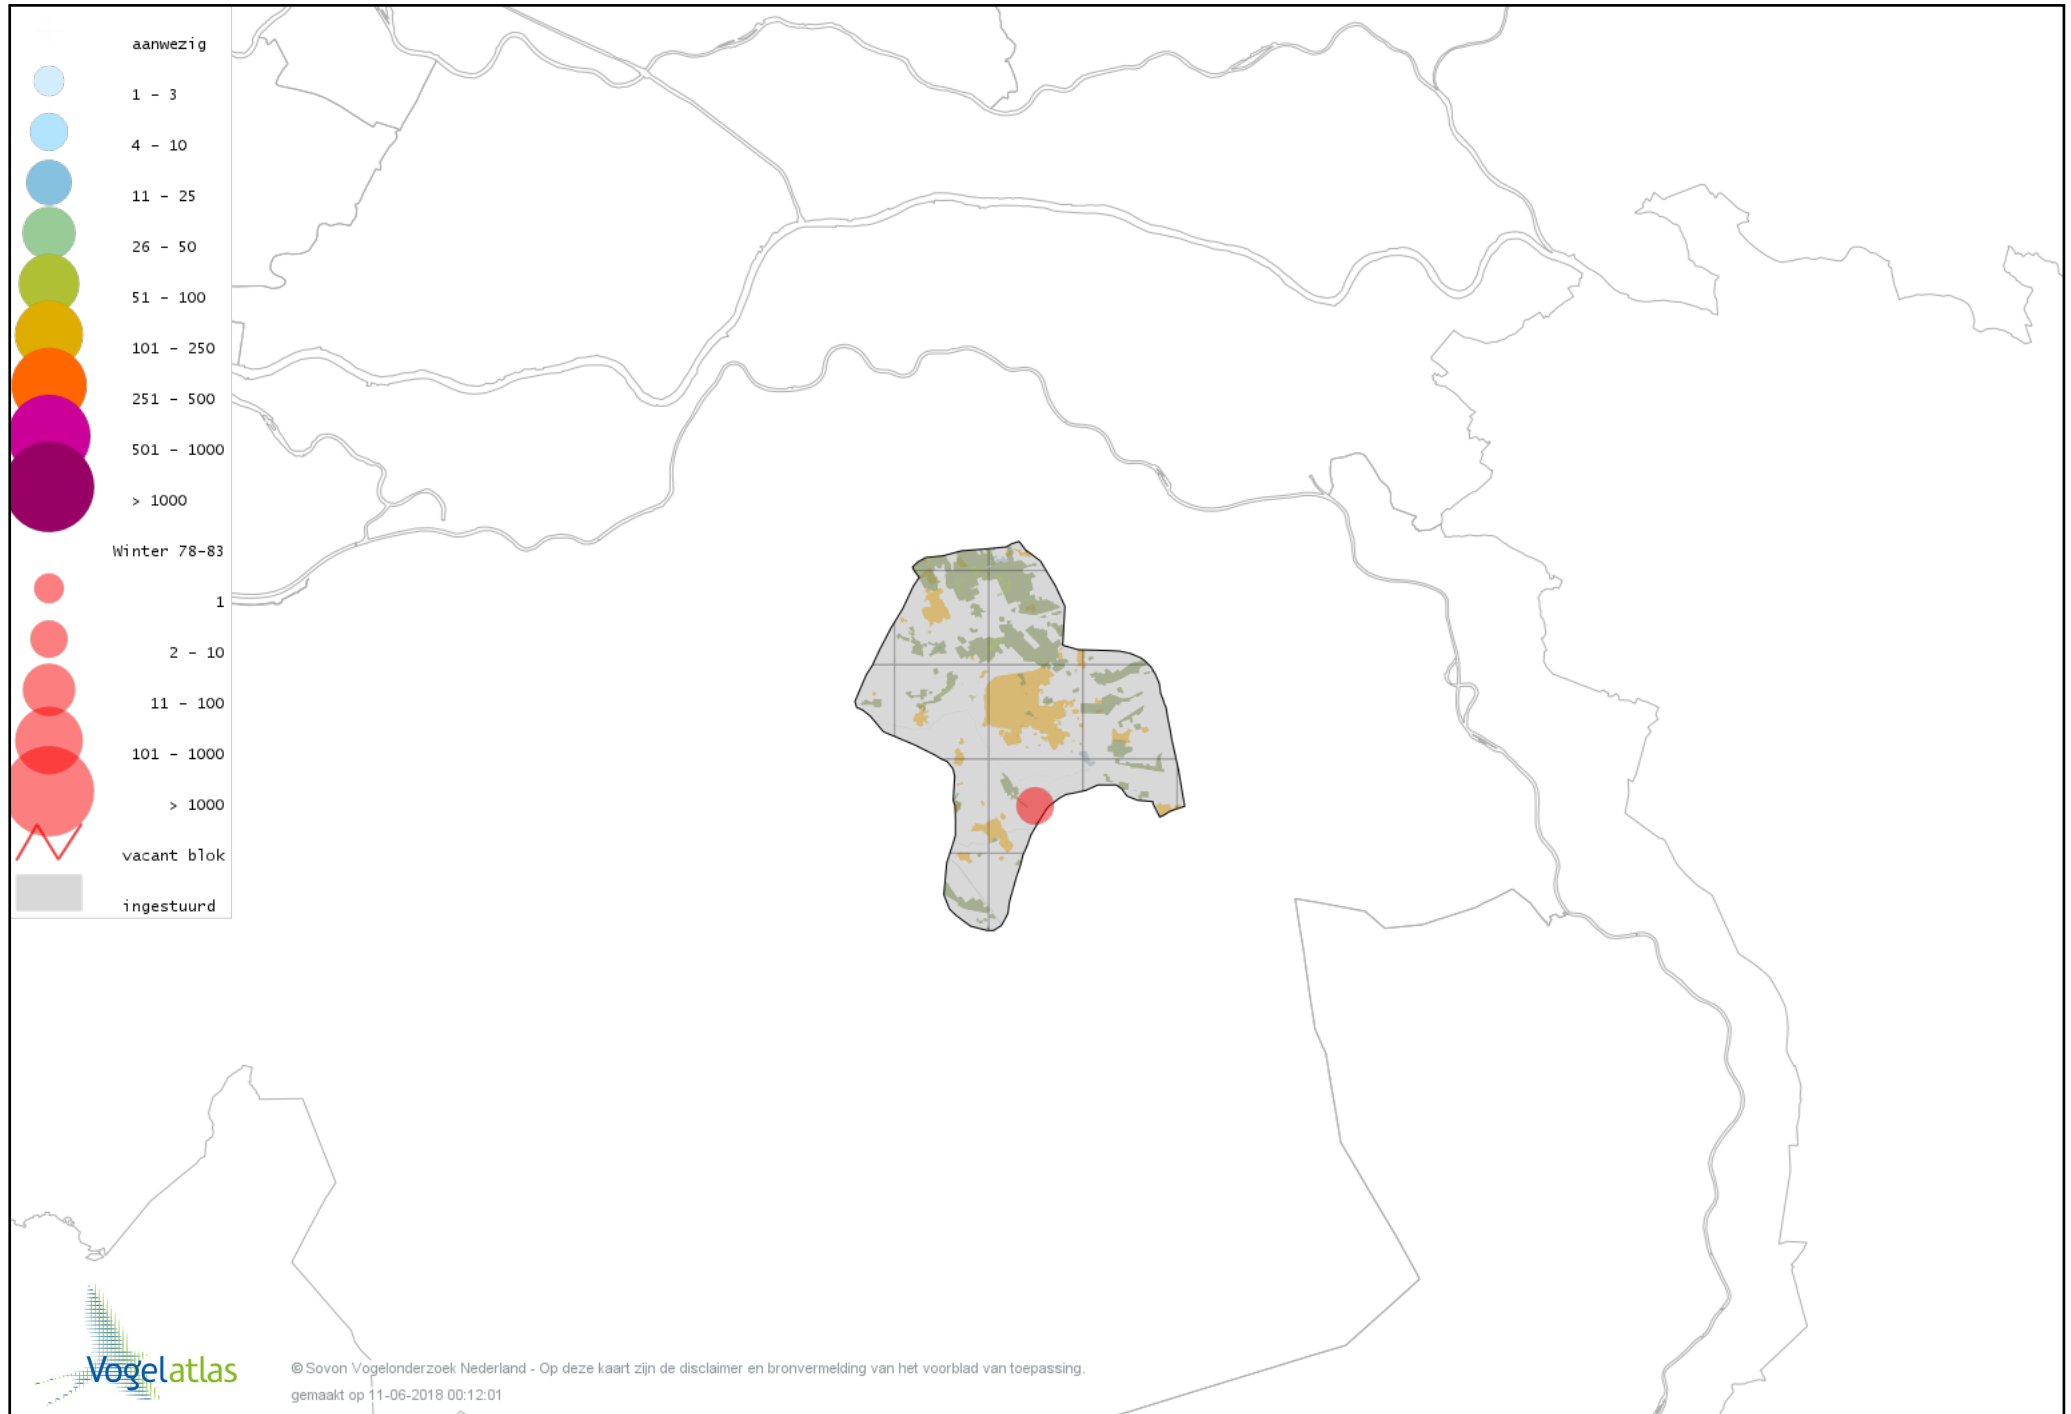 aanwezig
1 - 3
4 - 10
11 - 25
26 - 50
51 - 100
101 - 250
251 - 500
501 - 1000
> 1000
Winter 78-83
1
2 - 10
11 - 100
101 - 1000
> 1000
vacant blok
ingestuurd
Vogelatlas
© Sovon Vogelonderzoek Nederland - Op deze kaart zijn de disclaimer en bronvermelding van het voorblad van toepassing.
gemaakt op 11-06-2018 00:12:01